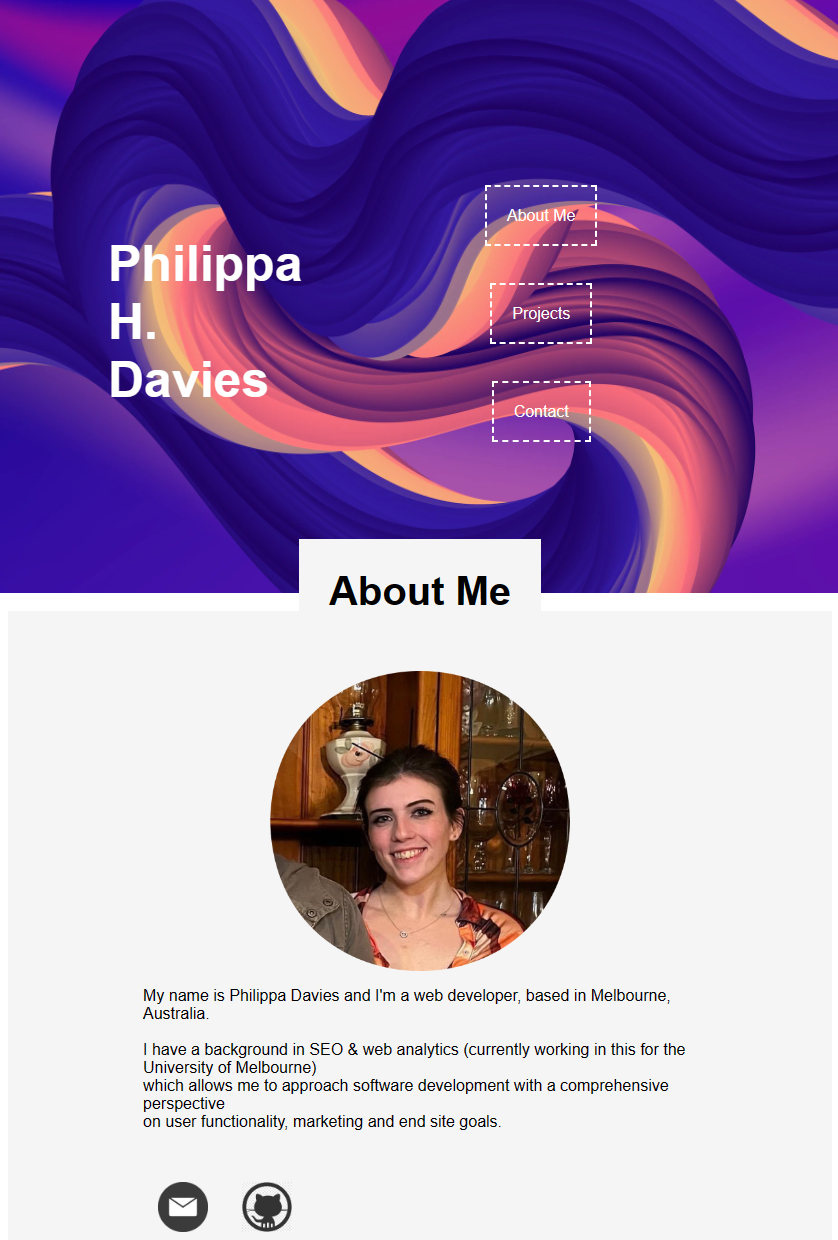 Philippa
H.
Davies
About Me
Projects
Contact
About Me
My name is Philippa Davies and I'm a web developer, based in Melbourne,
Australia.
I have a background in SEO & web analytics (currently working in this for the
University of Melbourne)
which allows me to approach software development with a comprehensive
perspective
on user functionality, marketing and end site goals.